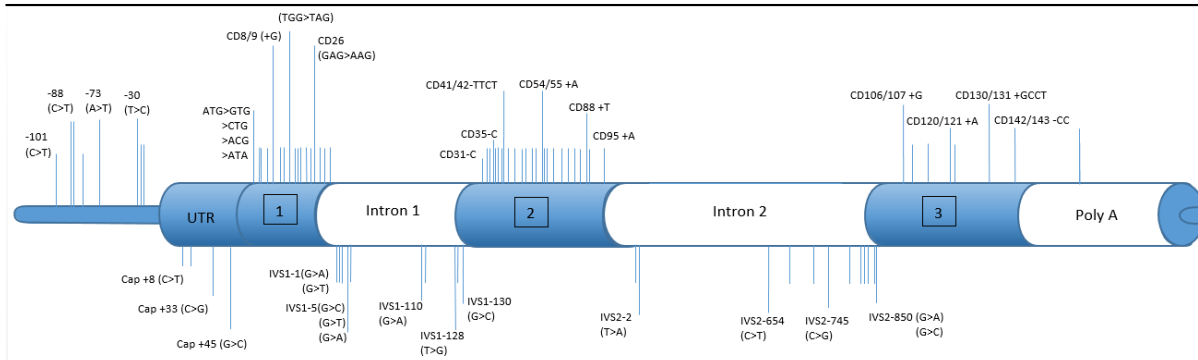 (TGG>TAG)
CD8/9 (+G)
CD26
(GAG>AAG)
-88
(C>T)
-73
(A>T)
-30
(T>C)
-101
(C>T)
ATG>GTG
>CTG
>ACG
>ATA
CD41/42-TTCT
CD54/55 +A
CD88 +T
CD35-C
CD95 +A
CD31-C
CD106/107 +G
CD130/131 +GCCT
CD120/121 +A
CD142/143 -CC
UTR
1
Intron 1
2
Intron 2
3
Poly A
Cap +8 (C>T)
Cap +33 (C>G)
Cap +45 (G>C)
IVS1-1(G>A)
(G>T)
IVS1-5(G>C)
(G>T)
(G>A)
IVS1-110
(G>A)
IVS1-128
(T>G)
IVS1-130
(G>C)
IVS2-2
(T>A)
IVS2-654
(C>T)
IVS2-745
(C>G)
IVS2-850 (G>A)
(G>C)